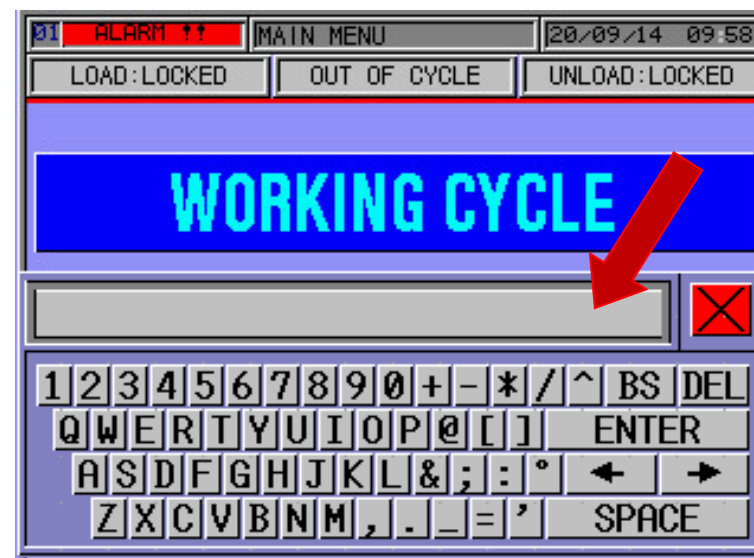 01 ALARM !! MAIN MENU 20/09/14 09:58
LOAD:LOCKED OUT OF CYCLE UNLOAD:LOCKED
WORKING CYCLE
1 2 3 4 5 6 7 8 9 0 + - * / ^ BS DEL
Q W E R T Y U I O P @ [ ] ENTER
A S D F G H J K L & ; : ° ← →
Z X C V B N M , . _ = ' SPACE